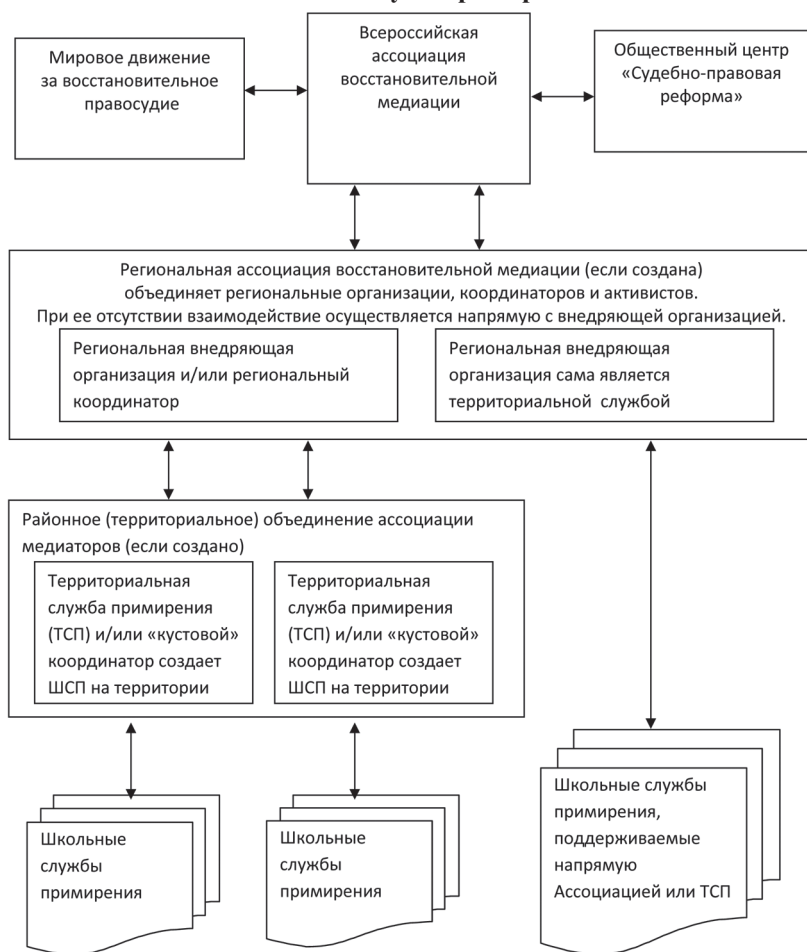 Мировое движение
за восстановительное
правосудие
Всероссийская
ассоциация
восстановительной
медиации
Общественный центр
«Судебно-правовая
реформа»
Региональная ассоциация восстановительной медиации (если создана)
объединяет региональные организации, координаторов и активистов.
При ее отсутствии взаимодействие осуществляется напрямую с внедряющей организацией.
Региональная внедряющая
организация и/или региональный
координатор
Региональная внедряющая
организация сама является
территориальной службой
Районное (территориальное) объединение ассоциации
медиаторов (если создано)
Территориальная
служба примирения
(ТСП) и/или «кустовой»
координатор создает
ШСП на территории
Территориальная
служба примирения
(ТСП) и/или «кустовой»
координатор создает
ШСП на территории
Школьные
службы
примирения
Школьные
службы
примирения
Школьные службы
примирения,
поддерживаемые
напрямую
Ассоциацией или ТСП